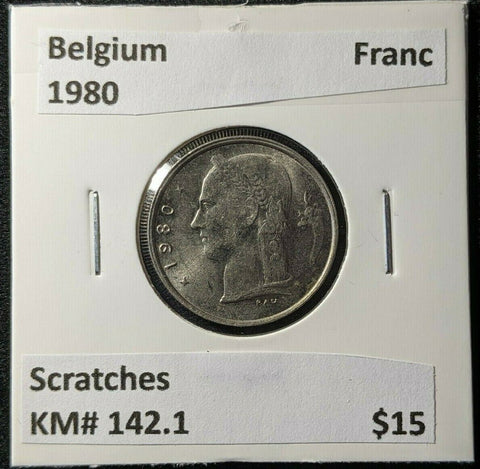 Belgium Franc
1980
1980
RAU
Scratches
KM# 142.1 $15